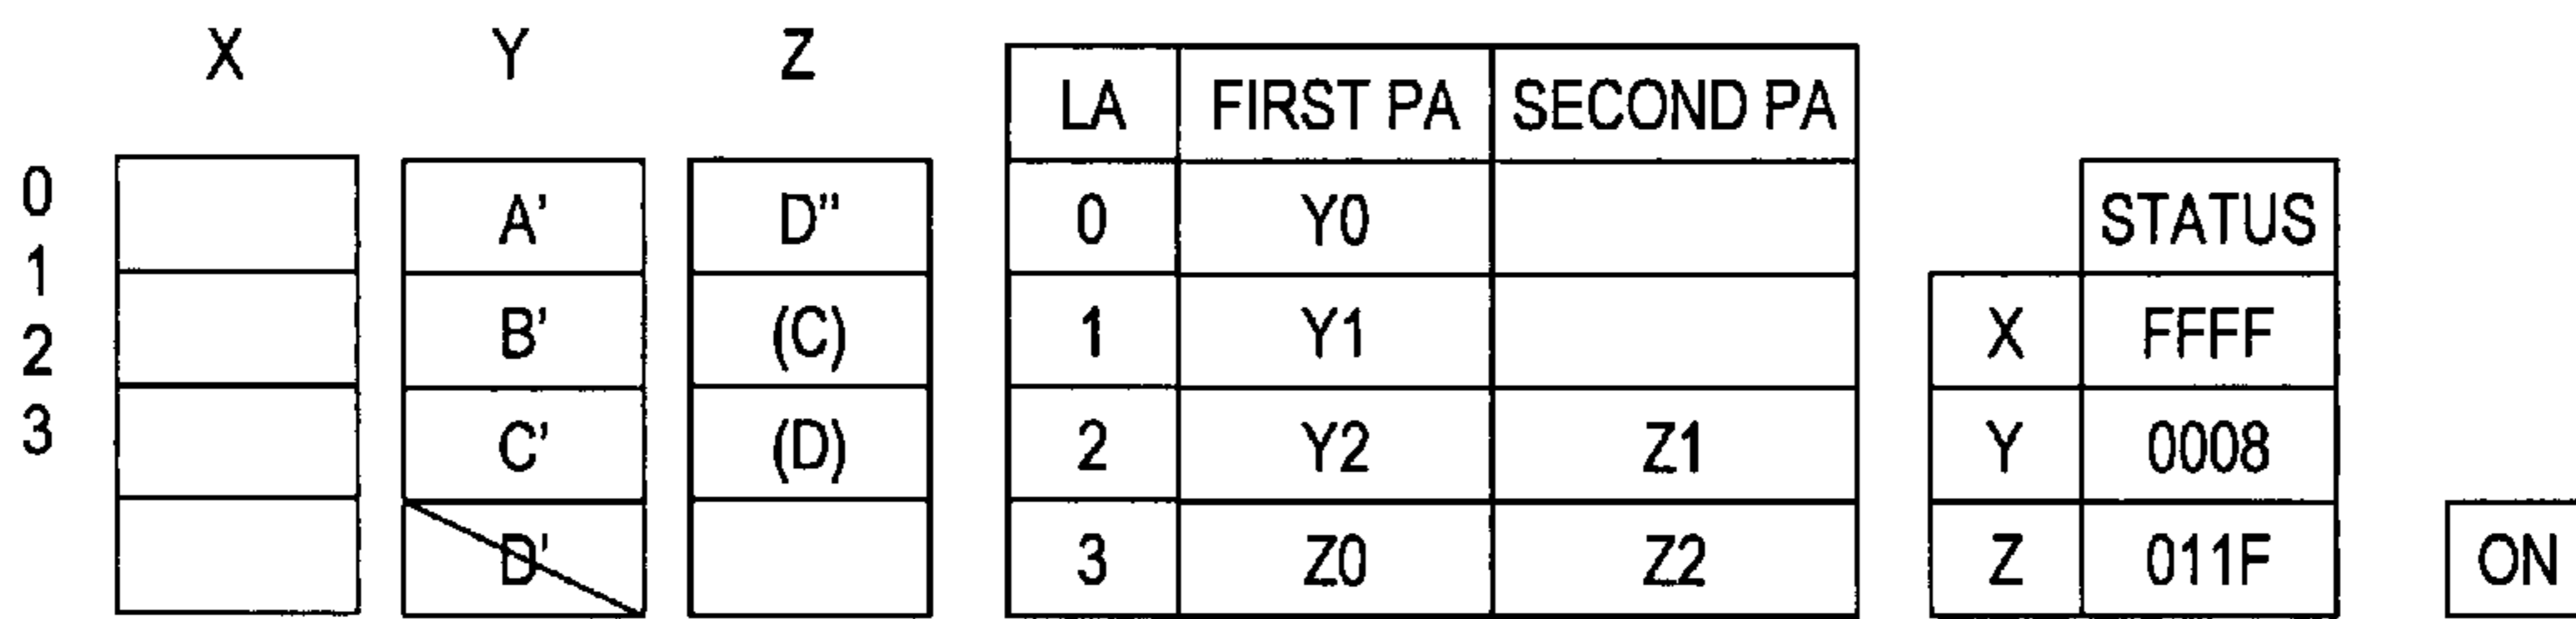 X Y Z
LA FIRST PA SECOND PA
0 A' D'' 0 Y0 STATUS
1 B' (C) 1 Y1 X FFFF
2 C' (D) 2 Y2 Z1 Y 0008
3 D' 3 Z0 Z2 Z 011F ON